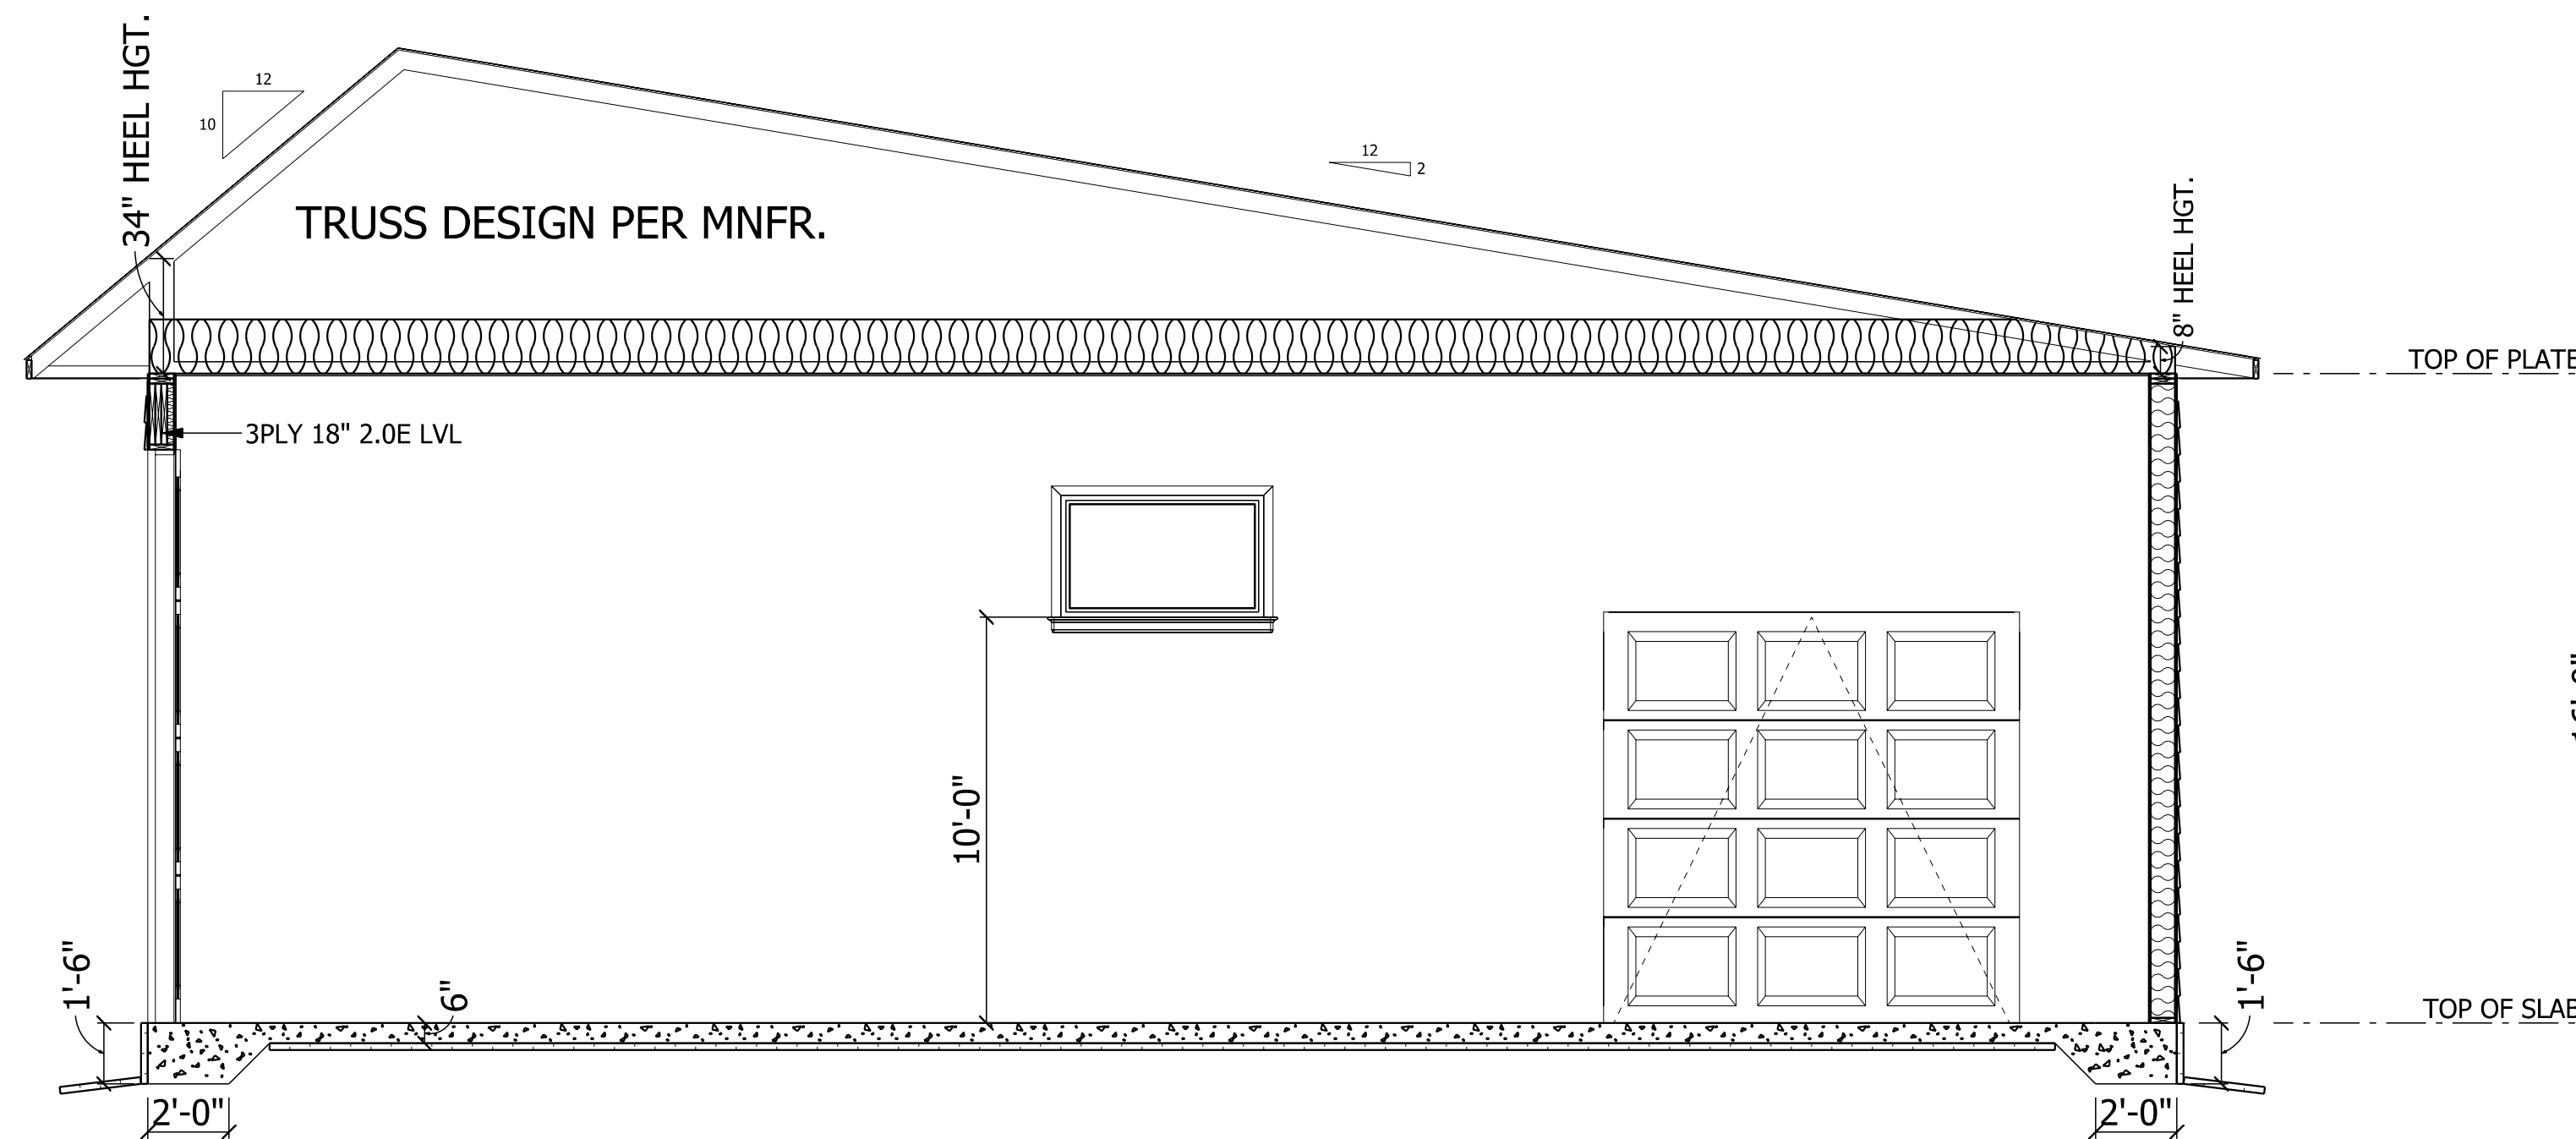 34" HEEL HGT.
12
10
TRUSS DESIGN PER MNFR.
12
2
8" HEEL HGT.
TOP OF PLATE
3PLY 18" 2.0E LVL
10'-0"
1'-6"
6"
1'-6"
TOP OF SLAB
2'-0"
2'-0"